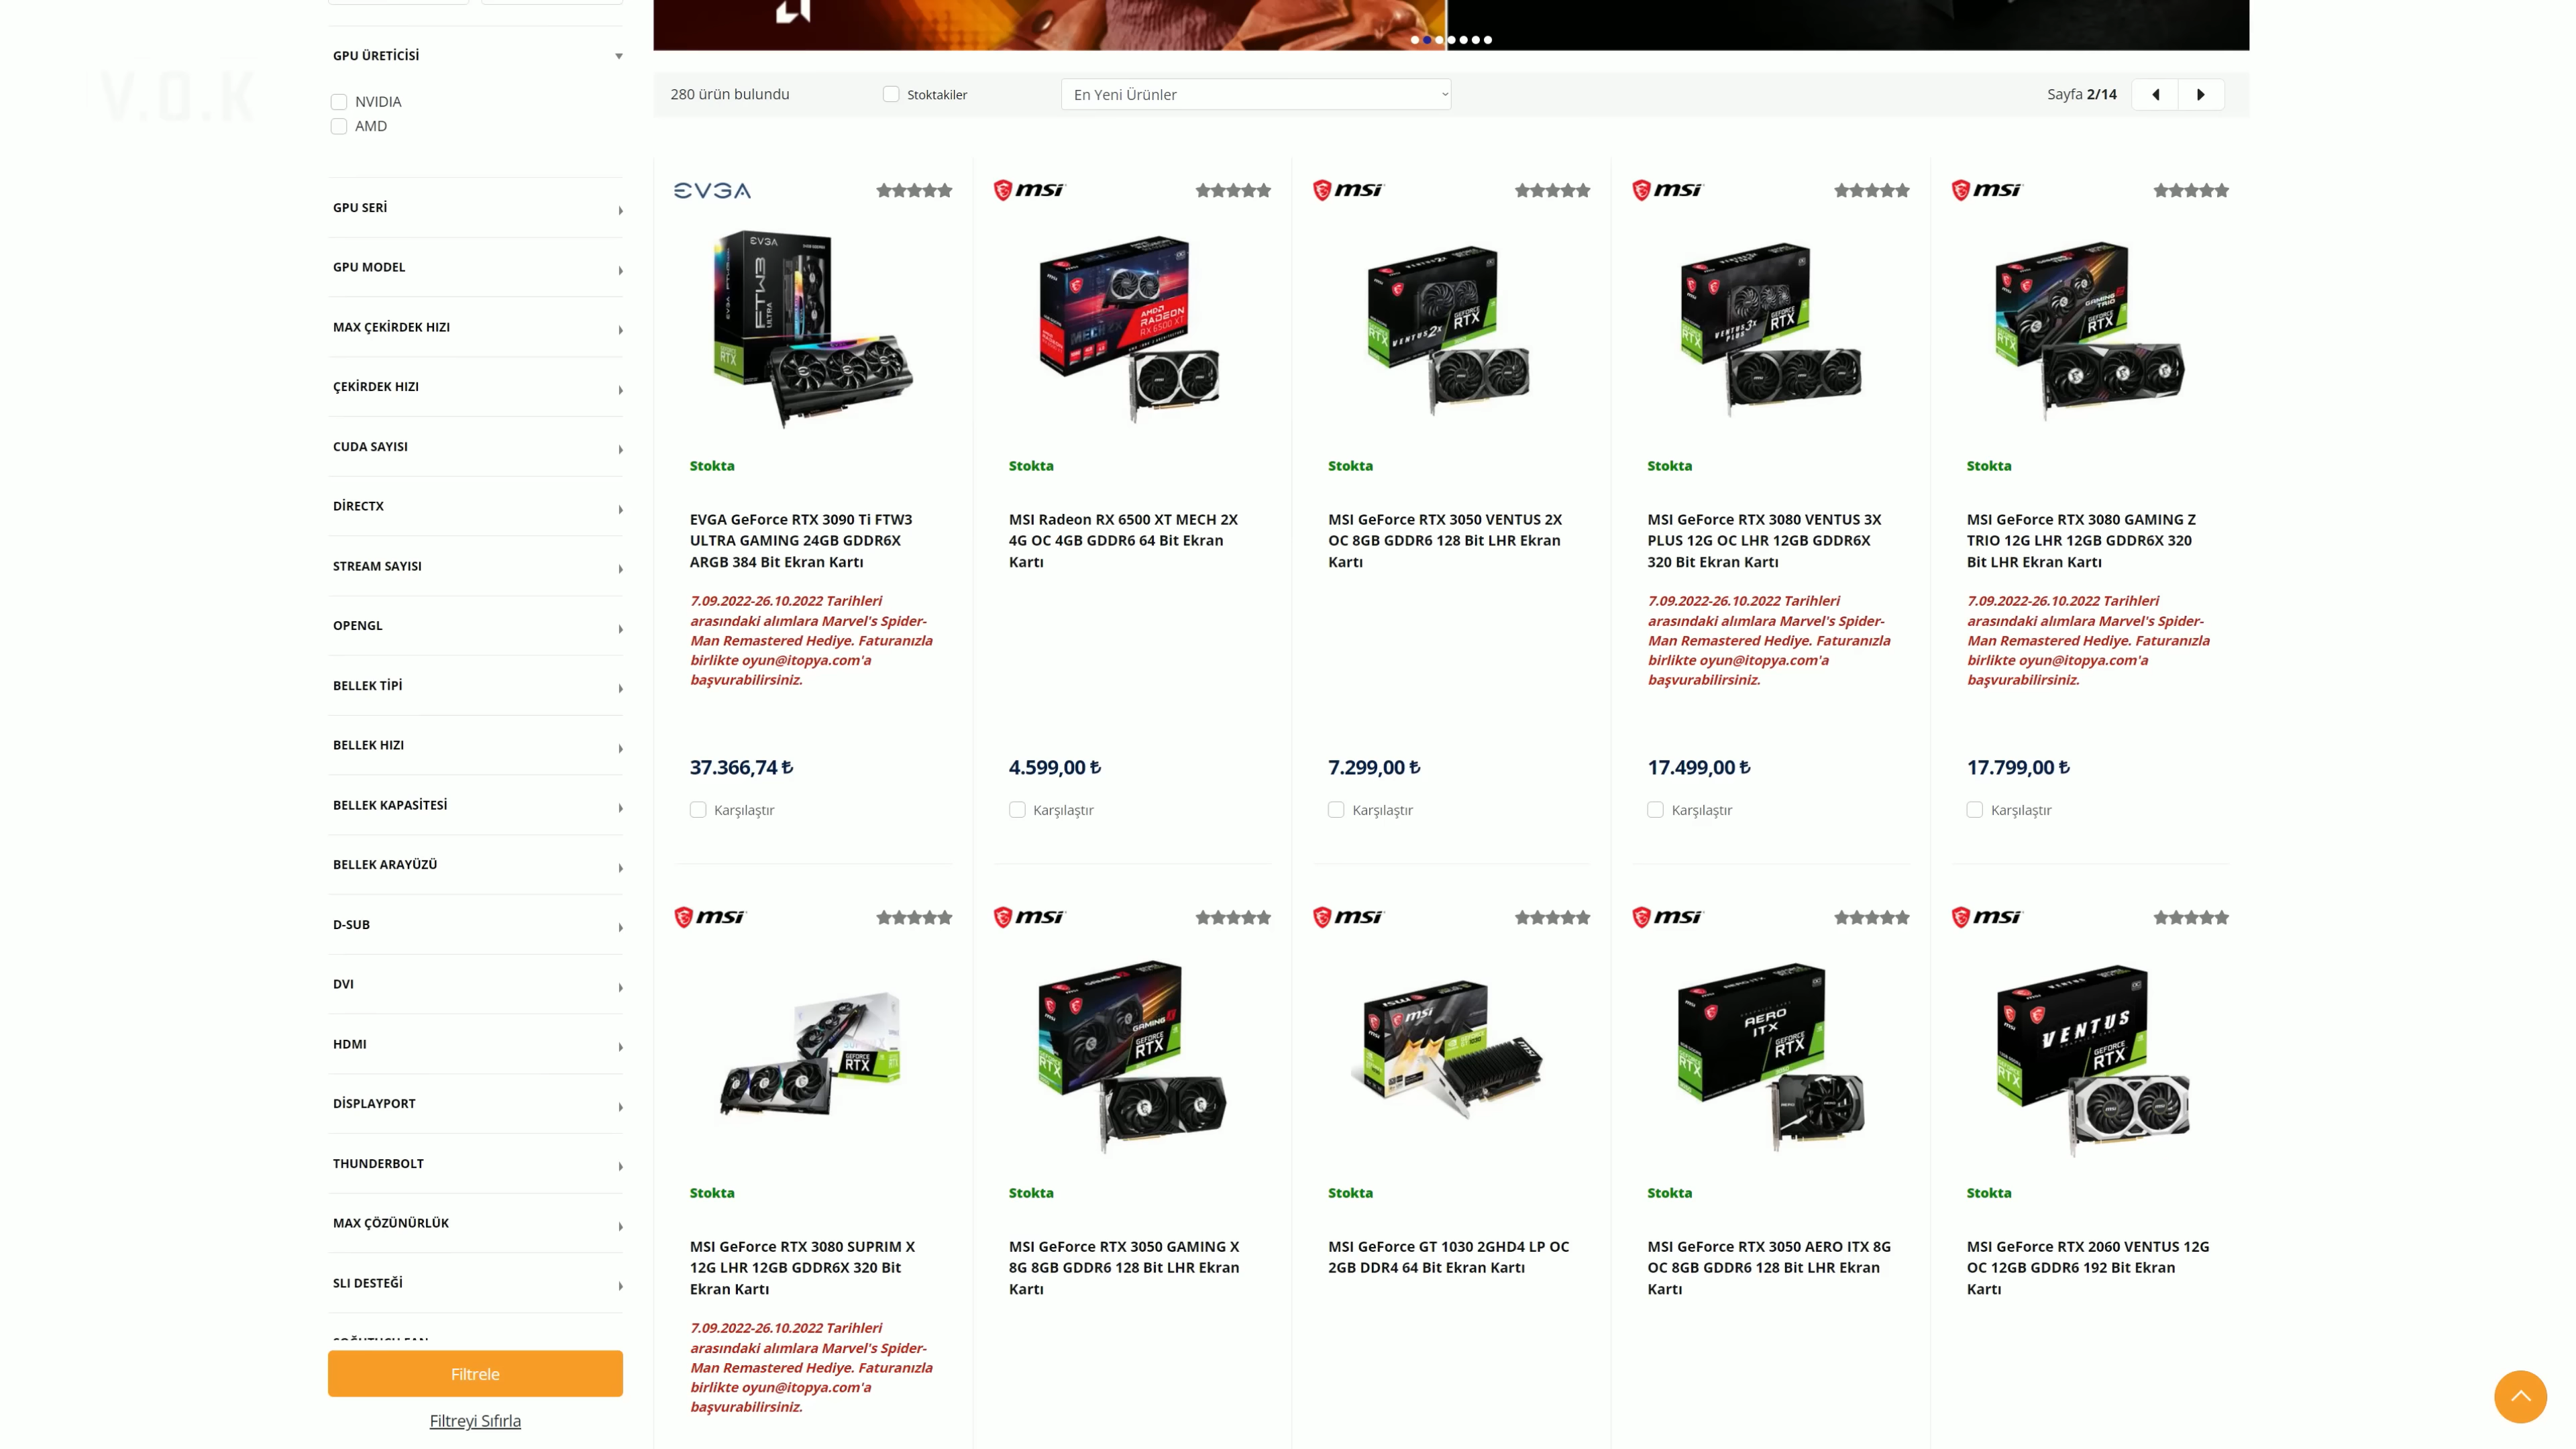 GPU ÜRETİCİSİ
NVIDIA
AMD
GPU SERİ
GPU MODEL
MAX ÇEKİRDEK HIZI
ÇEKİRDEK HIZI
CUDA SAYISI
DİRECTX
STREAM SAYISI
OPENGL
BELLEK TİPİ
BELLEK HIZI
BELLEK KAPASİTESİ
BELLEK ARAYÜZÜ
D-SUB
DVI
HDMI
DİSPLAYPORT
THUNDERBOLT
MAX ÇÖZÜNÜRLÜK
SLI DESTEĞİ
Filtrele
Filtreyi Sıfırla
V.O.K
280 ürün bulundu
Stoktakiler
En Yeni Ürünler
Sayfa 2/14
EVGA
Stokta
EVGA GeForce RTX 3090 Ti FTW3
ULTRA GAMING 24GB GDDR6X
ARGB 384 Bit Ekran Kartı
7.09.2022-26.10.2022 Tarihleri
arasındaki alımlara Marvel's Spider-
Man Remastered Hediye. Faturanızla
birlikte oyun@itopya.com'a
başvurabilirsiniz.
37.366,74 ₺
Karşılaştır
msi
Stokta
MSI Radeon RX 6500 XT MECH 2X
4G OC 4GB GDDR6 64 Bit Ekran
Kartı
4.599,00 ₺
Karşılaştır
msi
Stokta
MSI GeForce RTX 3050 VENTUS 2X
OC 8GB GDDR6 128 Bit LHR Ekran
Kartı
7.299,00 ₺
Karşılaştır
msi
Stokta
MSI GeForce RTX 3080 VENTUS 3X
PLUS 12G OC LHR 12GB GDDR6X
320 Bit Ekran Kartı
7.09.2022-26.10.2022 Tarihleri
arasındaki alımlara Marvel's Spider-
Man Remastered Hediye. Faturanızla
birlikte oyun@itopya.com'a
başvurabilirsiniz.
17.499,00 ₺
Karşılaştır
msi
Stokta
MSI GeForce RTX 3080 GAMING Z
TRIO 12G LHR 12GB GDDR6X 320
Bit LHR Ekran Kartı
7.09.2022-26.10.2022 Tarihleri
arasındaki alımlara Marvel's Spider-
Man Remastered Hediye. Faturanızla
birlikte oyun@itopya.com'a
başvurabilirsiniz.
17.799,00 ₺
Karşılaştır
msi
Stokta
MSI GeForce RTX 3080 SUPRIM X
12G LHR 12GB GDDR6X 320 Bit
Ekran Kartı
7.09.2022-26.10.2022 Tarihleri
arasındaki alımlara Marvel's Spider-
Man Remastered Hediye. Faturanızla
birlikte oyun@itopya.com'a
başvurabilirsiniz.
msi
Stokta
MSI GeForce RTX 3050 GAMING X
8G 8GB GDDR6 128 Bit LHR Ekran
Kartı
msi
Stokta
MSI GeForce GT 1030 2GHD4 LP OC
2GB DDR4 64 Bit Ekran Kartı
msi
AERO
ITX
GEFORCE
RTX
Stokta
MSI GeForce RTX 3050 AERO ITX 8G
OC 8GB GDDR6 128 Bit LHR Ekran
Kartı
msi
VENTUS
GEFORCE
RTX
Stokta
MSI GeForce RTX 2060 VENTUS 12G
OC 12GB GDDR6 192 Bit Ekran
Kartı